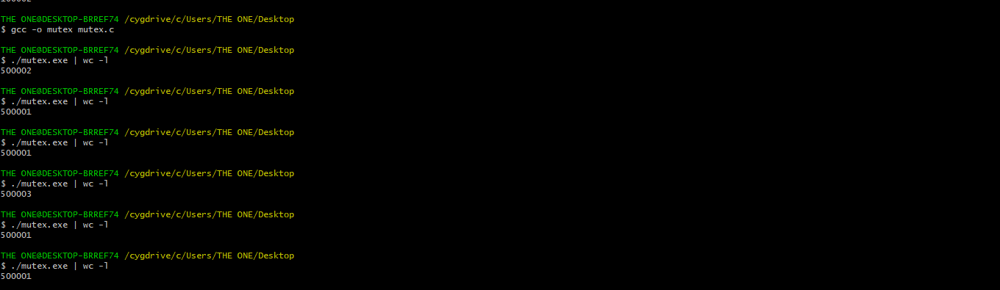 THE ONE@DESKTOP-BRREF74 /cygdrive/c/Users/THE ONE/Desktop
$ gcc -o mutex mutex.c
THE ONE@DESKTOP-BRREF74 /cygdrive/c/Users/THE ONE/Desktop
$ ./mutex.exe | wc -l
500002
THE ONE@DESKTOP-BRREF74 /cygdrive/c/Users/THE ONE/Desktop
$ ./mutex.exe | wc -l
500001
THE ONE@DESKTOP-BRREF74 /cygdrive/c/Users/THE ONE/Desktop
$ ./mutex.exe | wc -l
500001
THE ONE@DESKTOP-BRREF74 /cygdrive/c/Users/THE ONE/Desktop
$ ./mutex.exe | wc -l
500003
THE ONE@DESKTOP-BRREF74 /cygdrive/c/Users/THE ONE/Desktop
$ ./mutex.exe | wc -l
500001
THE ONE@DESKTOP-BRREF74 /cygdrive/c/Users/THE ONE/Desktop
$ ./mutex.exe | wc -l
500001